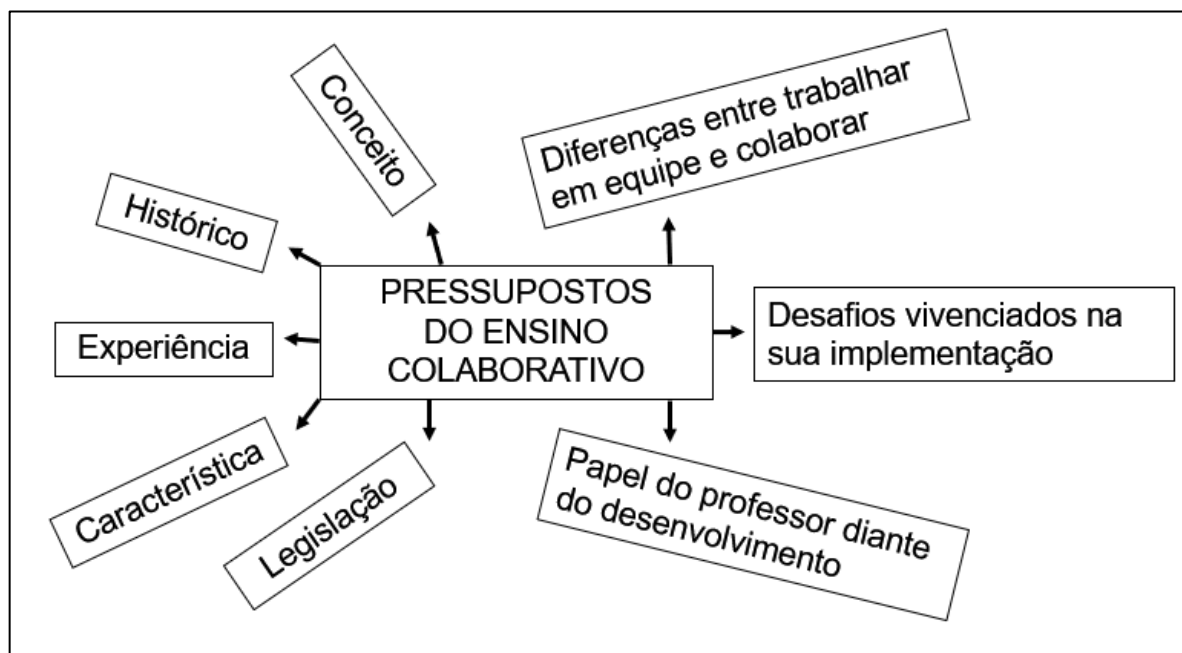 Conceito
Diferenças entre trabalhar
em equipe e colaborar
Histórico
PRESSUPOSTOS
DO ENSINO
COLABORATIVO
Experiência
Desafios vivenciados na
sua implementação
Característica
Legislação
Papel do professor diante
do desenvolvimento